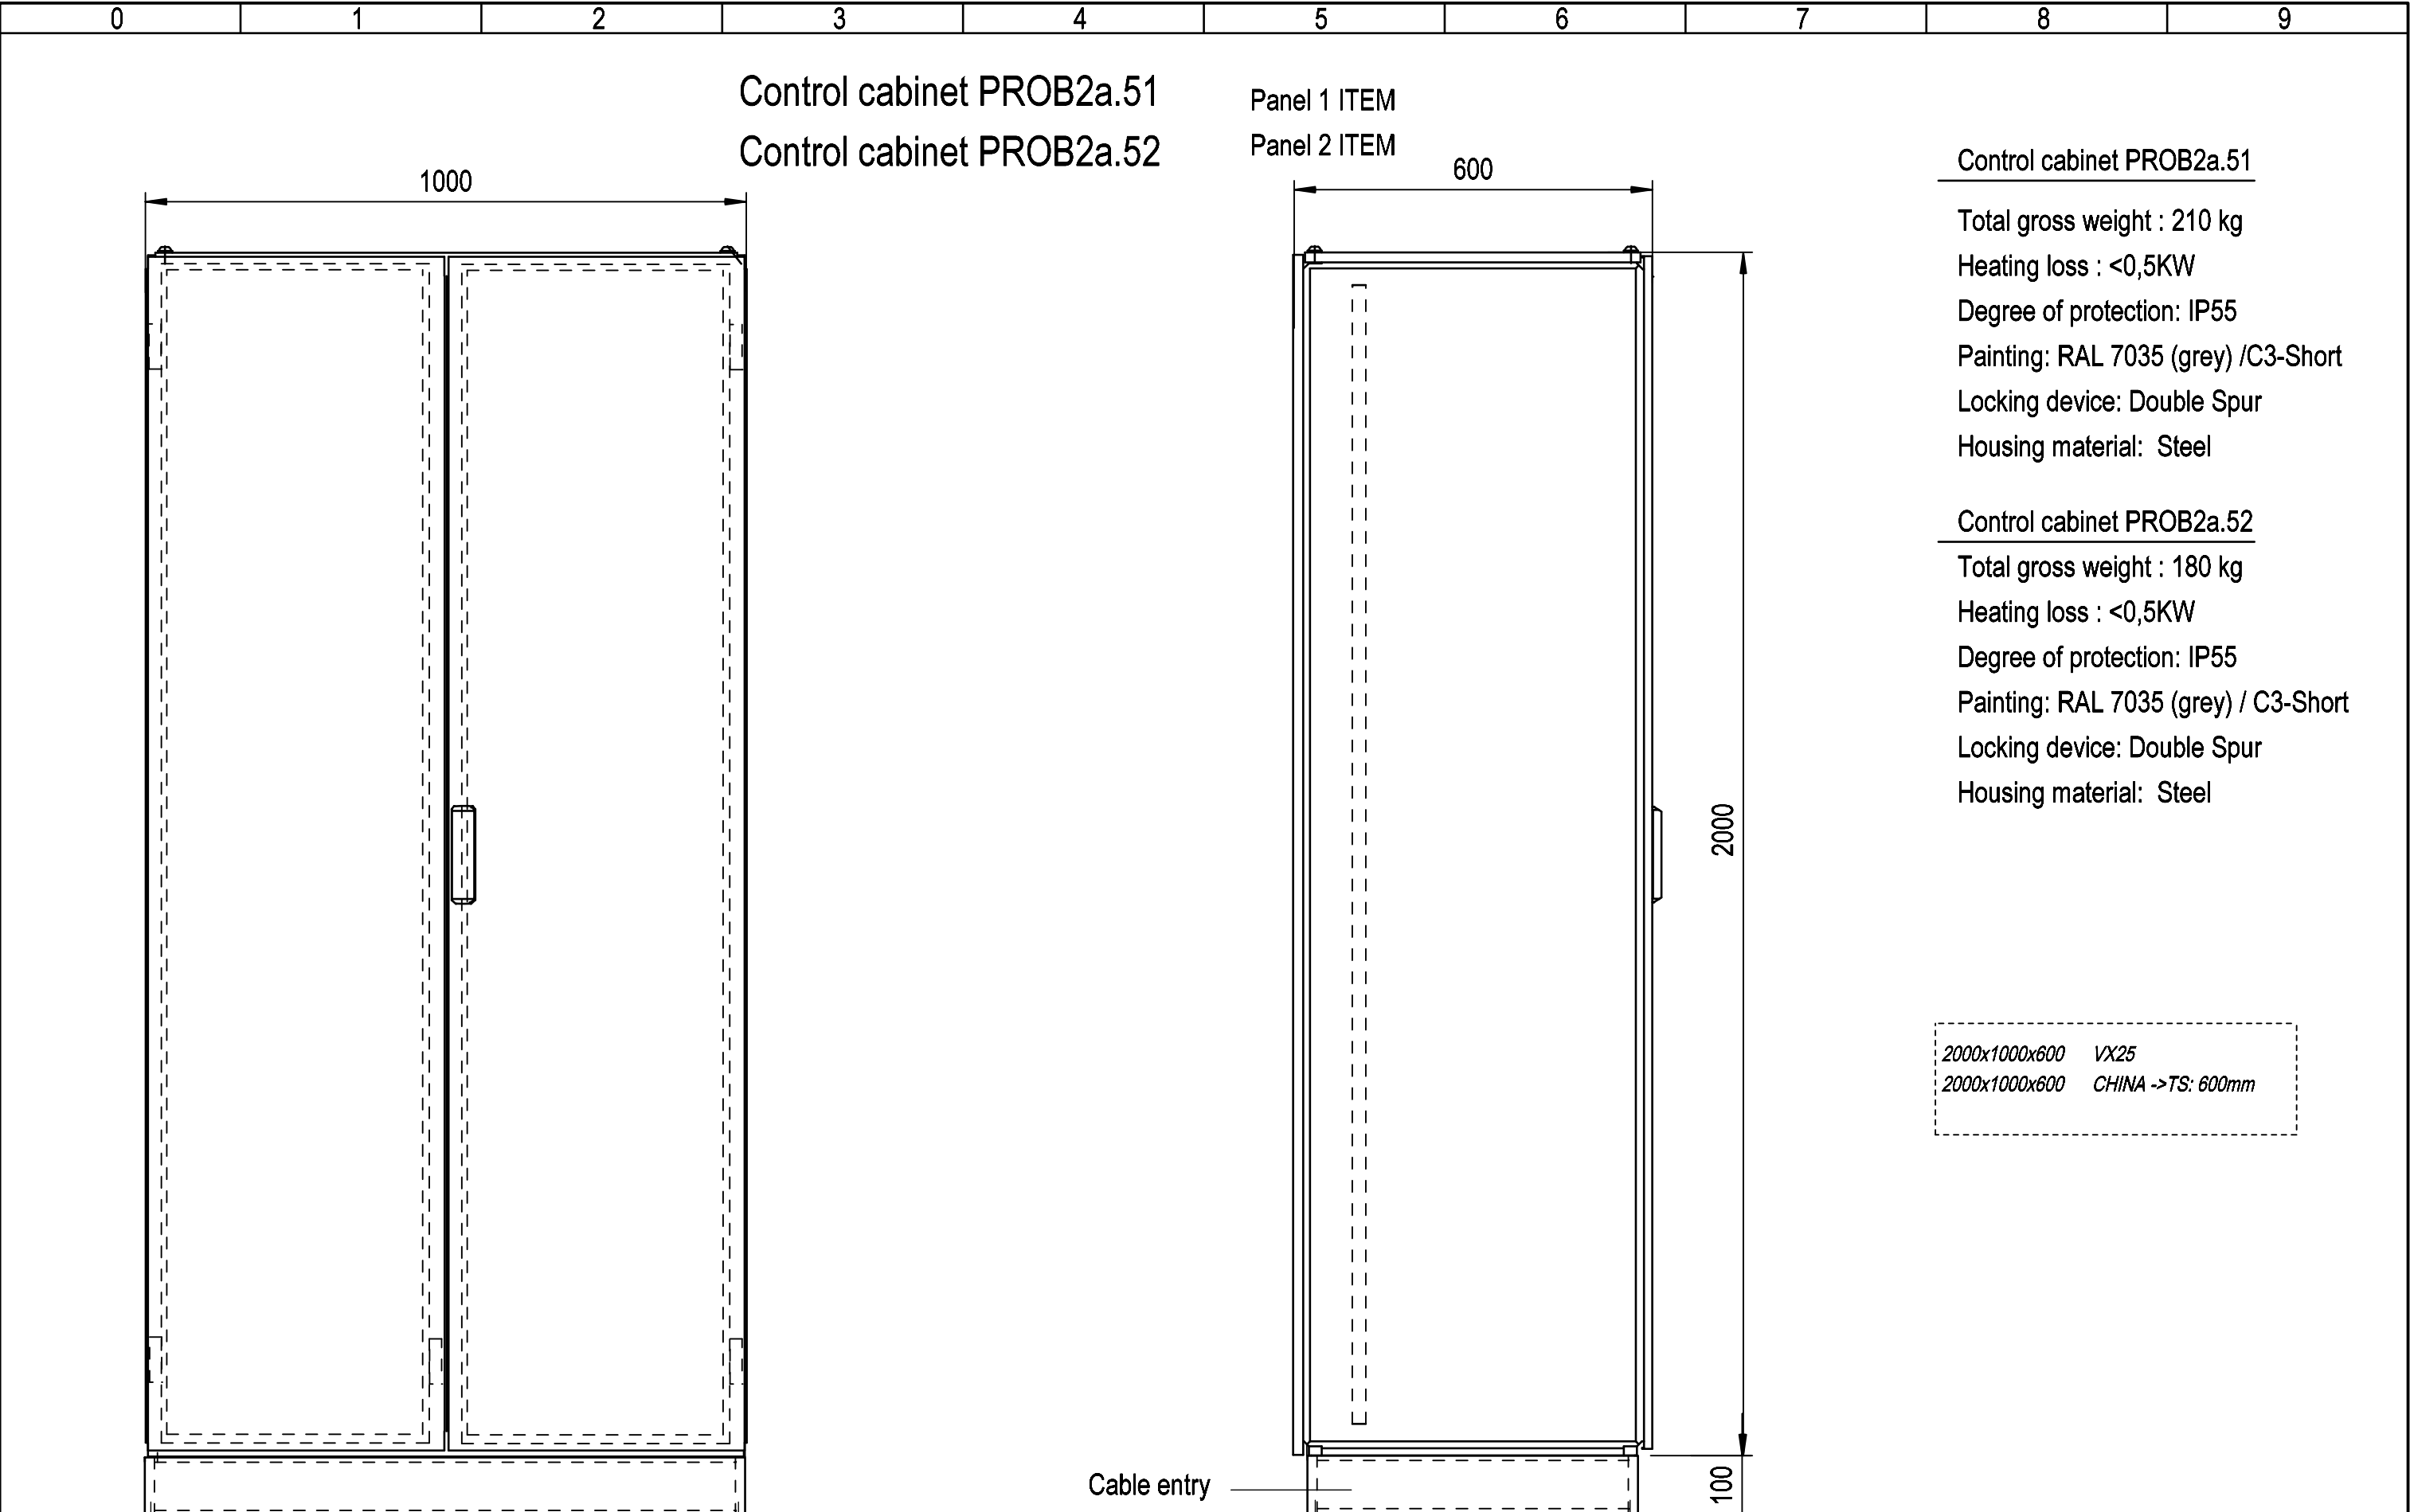 0 1 2 3 4 5 6 7 8 9
Control cabinet PROB2a.51
Control cabinet PROB2a.52
Panel 1 ITEM
Panel 2 ITEM
1000
600
2000
100
Cable entry
Control cabinet PROB2a.51
Total gross weight : 210 kg
Heating loss : <0,5KW
Degree of protection: IP55
Painting: RAL 7035 (grey) /C3-Short
Locking device: Double Spur
Housing material: Steel
Control cabinet PROB2a.52
Total gross weight : 180 kg
Heating loss : <0,5KW
Degree of protection: IP55
Painting: RAL 7035 (grey) / C3-Short
Locking device: Double Spur
Housing material: Steel
2000x1000x600 VX25
2000x1000x600 CHINA ->TS: 600mm